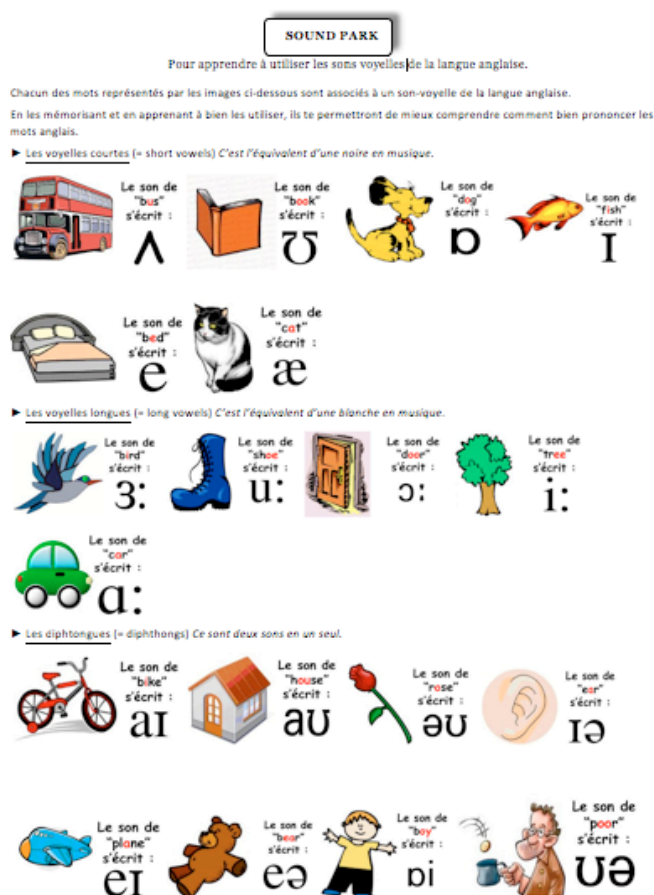 SOUND PARK
Pour apprendre à utiliser les sons voyelles de la langue anglaise.
Chacun des mots représentés par les images ci-dessous sont associés à un son-voyelle de la langue anglaise.
En les mémorisant et en apprenant à bien les utiliser, ils te permettront de mieux comprendre comment bien prononcer les
mots anglais.
► Les voyelles courtes (= short vowels) C'est l'équivalent d'une noire en musique.
Le son de
"bus"
s'écrit :
ʌ
Le son de
"book"
s'écrit :
ʊ
Le son de
"dog"
s'écrit :
ɒ
Le son de
"fish"
s'écrit :
ɪ
Le son de
"bed"
s'écrit :
e
Le son de
"cat"
s'écrit :
æ
► Les voyelles longues (= long vowels) C'est l'équivalent d'une blanche en musique.
Le son de
"bird"
s'écrit :
ɜː
Le son de
"shoe"
s'écrit :
uː
Le son de
"door"
s'écrit :
ɔː
Le son de
"tree"
s'écrit :
iː
Le son de
"car"
s'écrit :
ɑː
► Les diphtongues (= diphthongs) Ce sont deux sons en un seul.
Le son de
"bike"
s'écrit :
aɪ
Le son de
"house"
s'écrit :
aʊ
Le son de
"rose"
s'écrit :
əʊ
Le son de
"ear"
s'écrit :
ɪə
Le son de
"plane"
s'écrit :
eɪ
Le son de
"bear"
s'écrit :
eə
Le son de
"boy"
s'écrit :
ɒi
Le son de
"poor"
s'écrit :
ʊə